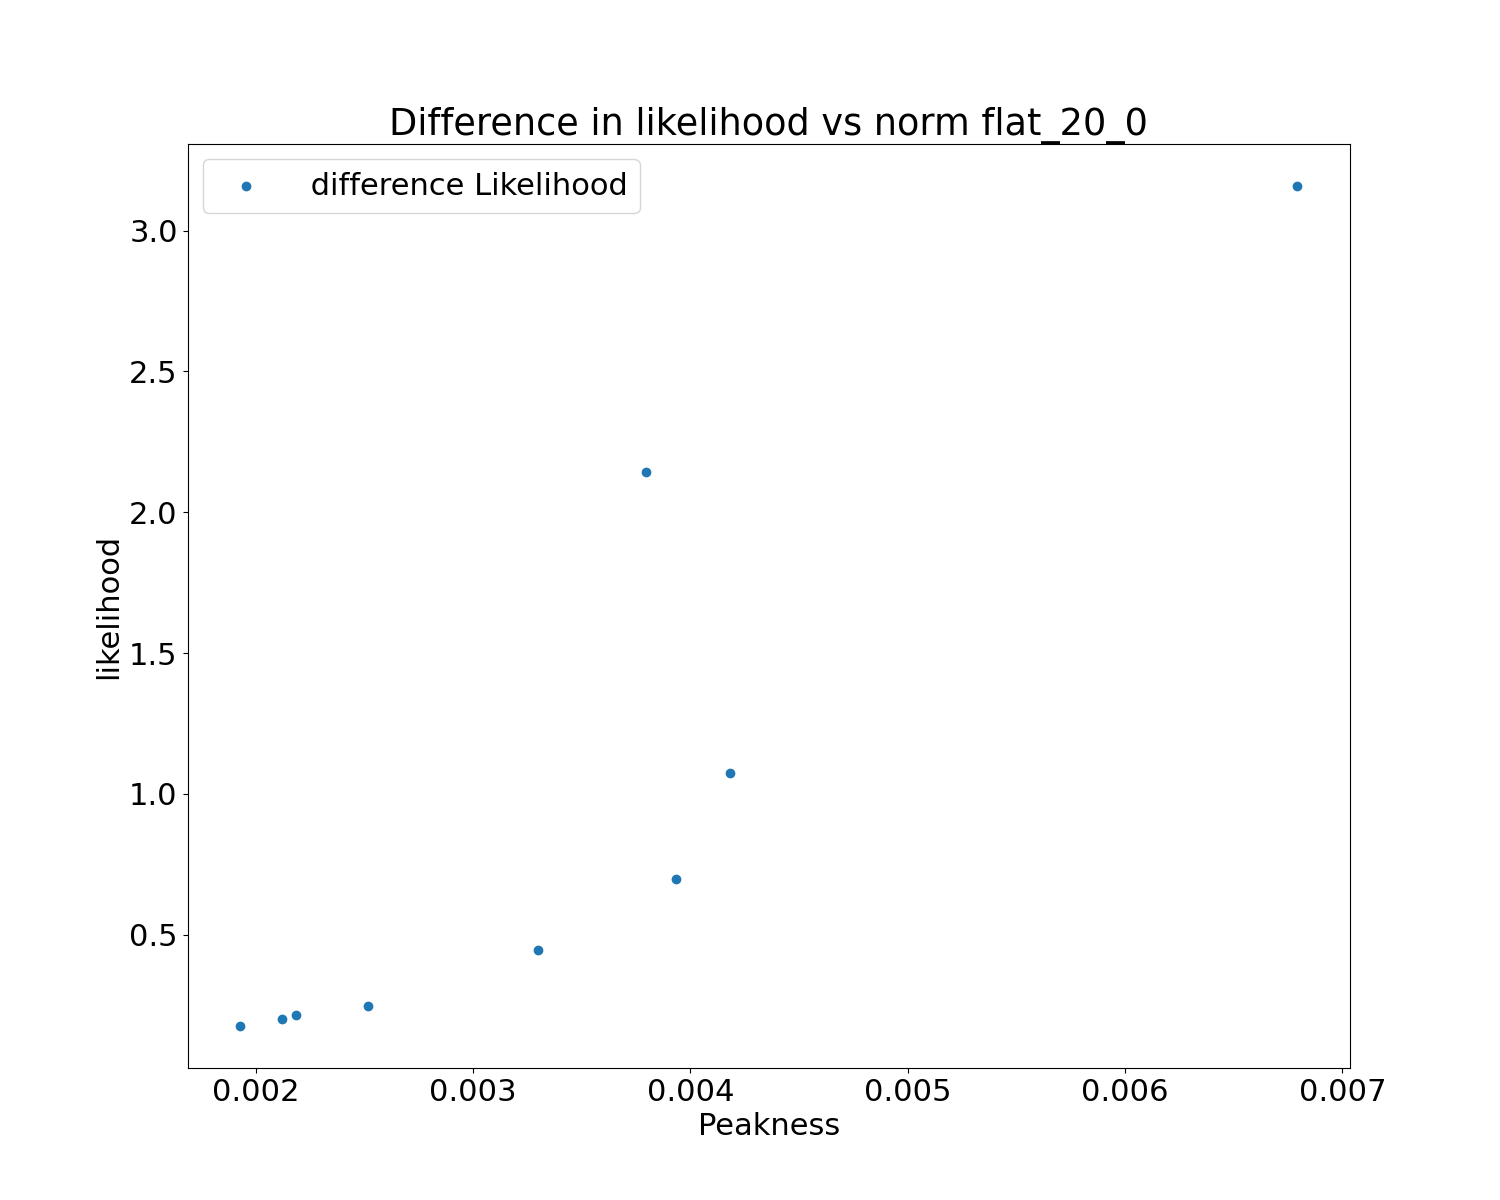 Difference in likelihood vs norm flat_20_0
difference Likelihood
3.0
2.5
2.0
1.5
1.0
0.5
likelihood
0.002 0.003 0.004 0.005 0.006 0.007
Peakness